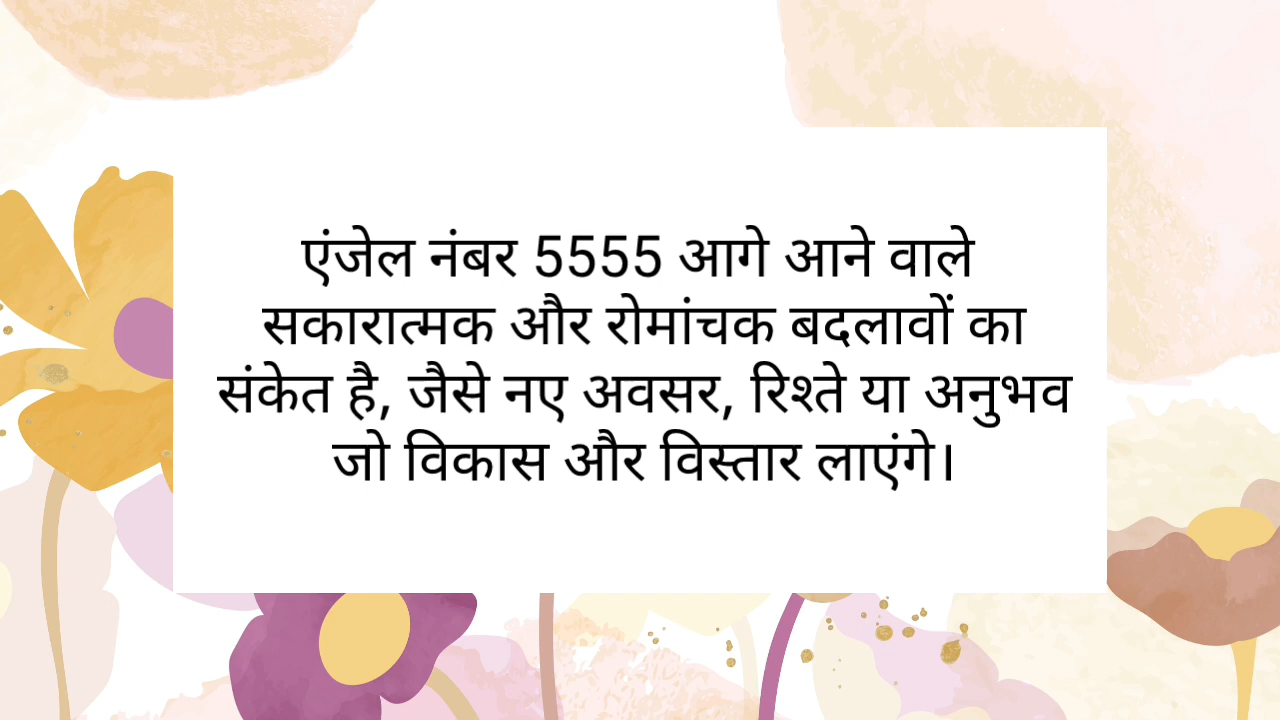 एंजेल नंबर 5555 आगे आने वाले
सकारात्मक और रोमांचक बदलावों का
संकेत है, जैसे नए अवसर, रिश्ते या अनुभव
जो विकास और विस्तार लाएंगे।